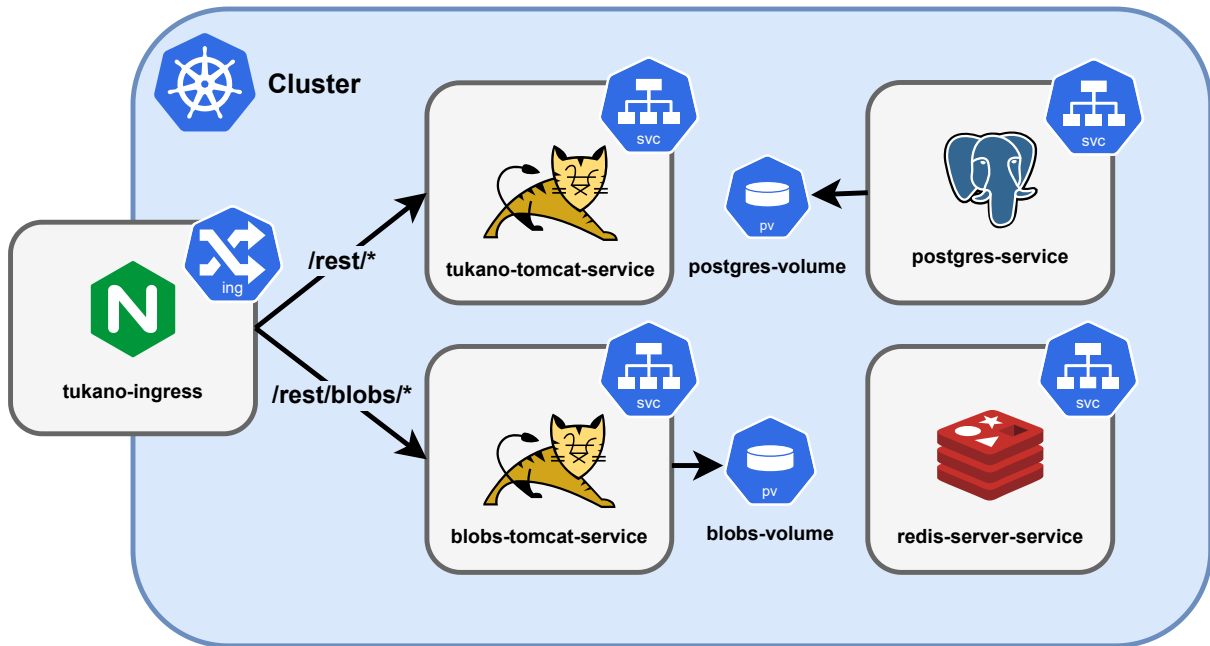 Cluster
svc
tukano-tomcat-service
pv
postgres-volume
svc
postgres-service
ing
N
tukano-ingress
/rest/*
/rest/blobs/*
svc
blobs-tomcat-service
pv
blobs-volume
svc
redis-server-service